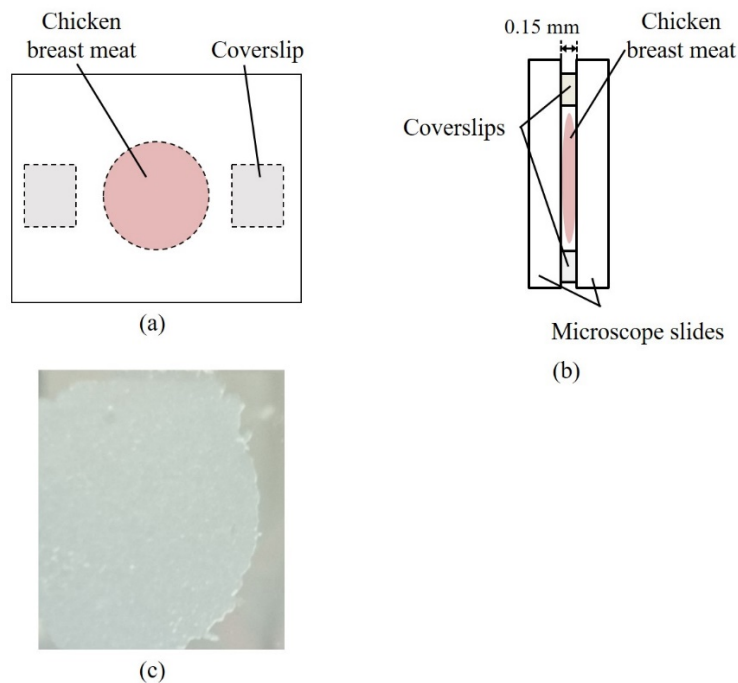 Chicken
breast meat
Coverslip
(a)
0.15 mm
Chicken
breast meat
Coverslips
Microscope slides
(b)
(c)